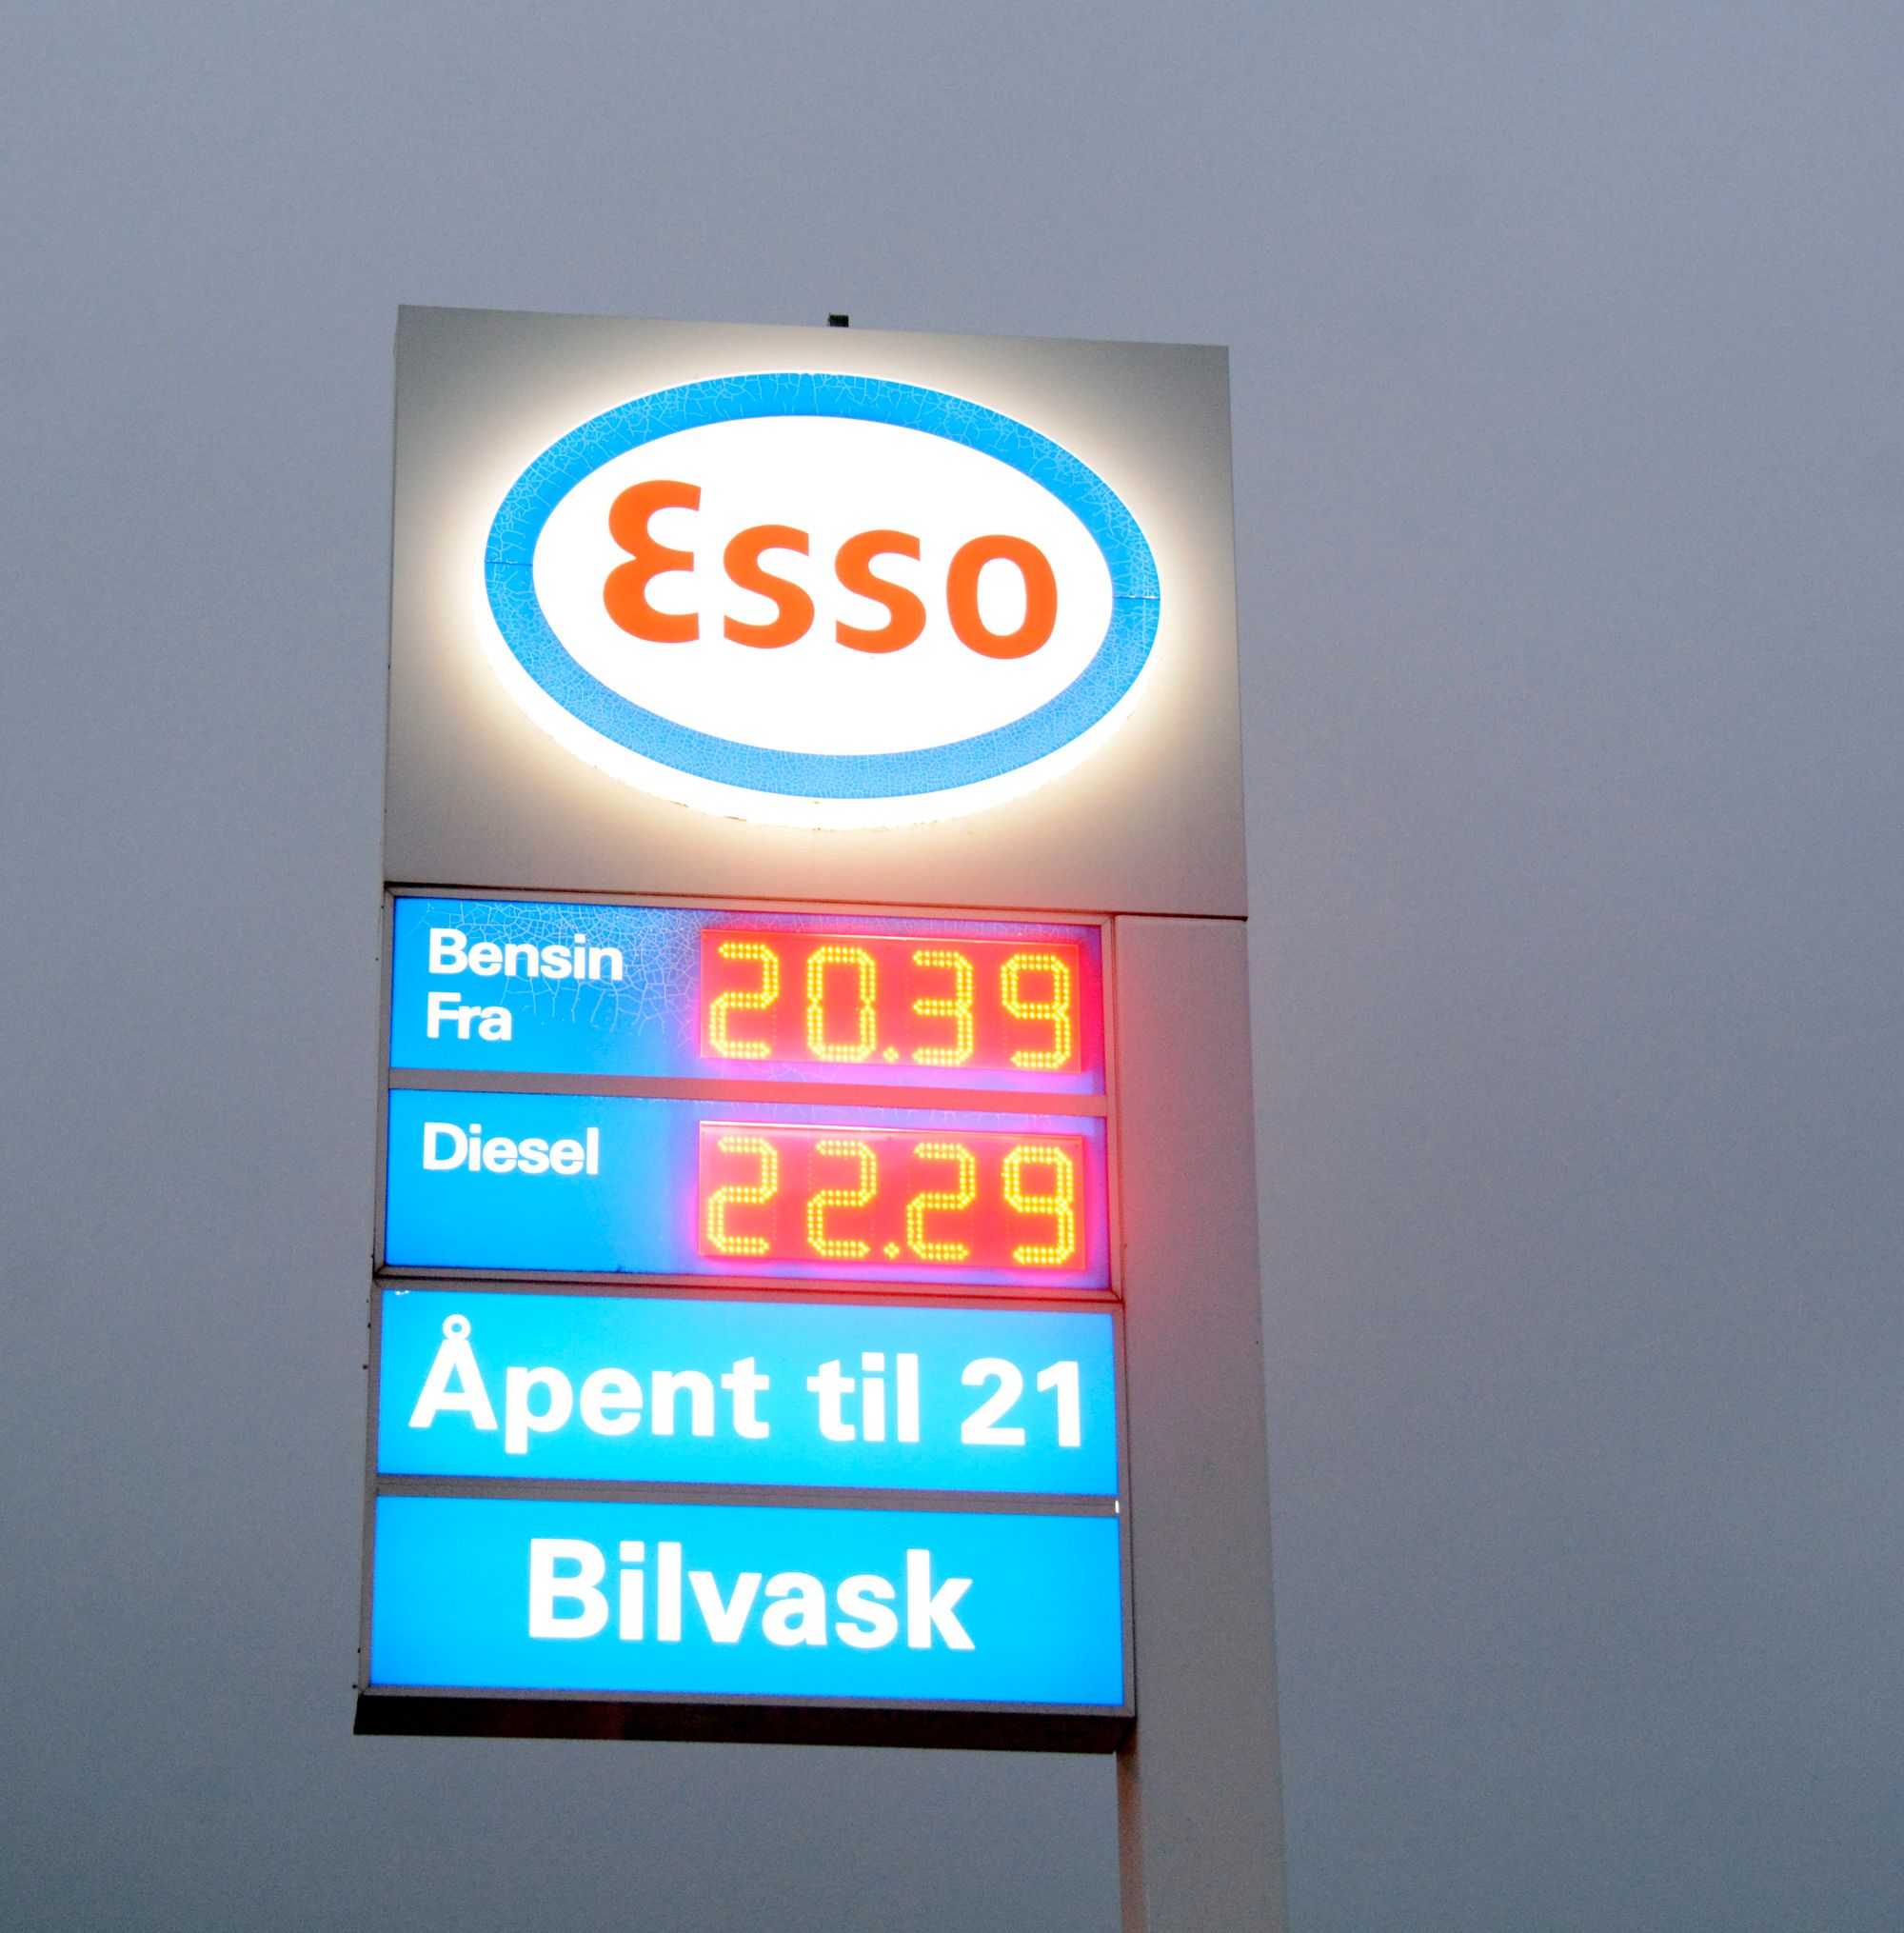 Esso
Bensin 20.39
Fra
Diesel 22.29
Åpent til 21
Bilvask